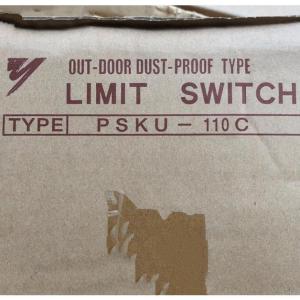 OUT-DOOR DUST-PROOF TYPE
LIMIT SWITCH
TYPE PSKU-110C